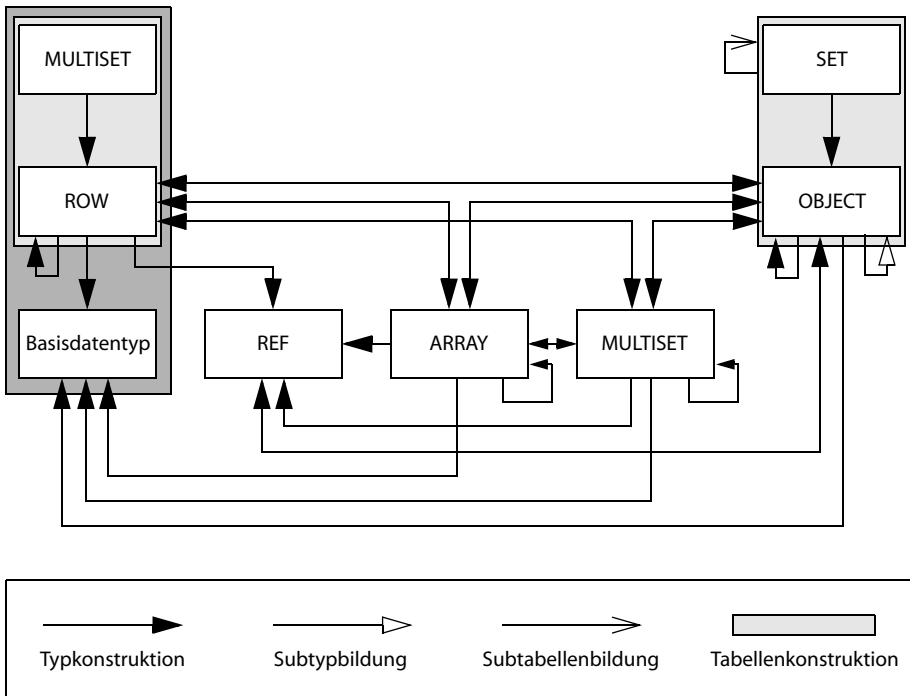 MULTISET
SET
ROW
OBJECT
Basisdatentyp
REF
ARRAY
MULTISET
Typkonstruktion
Subtypbildung
Subtabellenbildung
Tabellenkonstruktion